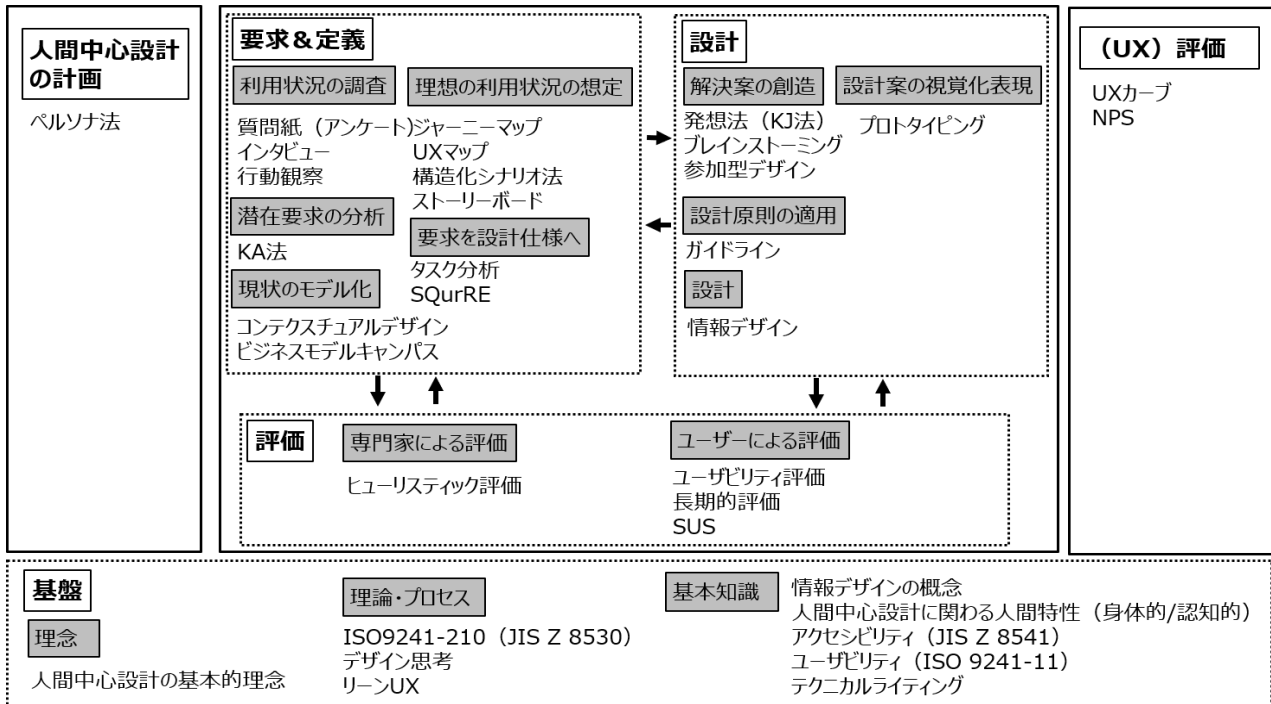 人間中心設計
の計画
ペルソナ法
要求＆定義
利用状況の調査
質問紙（アンケート）
インタビュー
行動観察
潜在要求の分析
KA法
現状のモデル化
コンテクスチュアルデザイン
ビジネスモデルキャンパス
理想の利用状況の想定
ジャーニーマップ
UXマップ
構造化シナリオ法
ストーリーボード
要求を設計仕様へ
タスク分析
SQurRE
設計
解決案の創造
発想法（KJ法）
ブレインストーミング
参加型デザイン
設計案の視覚化表現
プロトタイピング
設計原則の適用
ガイドライン
設計
情報デザイン
評価
専門家による評価
ヒューリスティック評価
ユーザーによる評価
ユーザビリティ評価
長期的評価
SUS
（UX）評価
UXカーブ
NPS
基盤
理念
人間中心設計の基本的理念
理論・プロセス
ISO9241-210（JIS Z 8530）
デザイン思考
リーンUX
基本知識
情報デザインの概念
人間中心設計に関わる人間特性（身体的/認知的）
アクセシビリティ（JIS Z 8541）
ユーザビリティ（ISO 9241-11）
テクニカルライティング